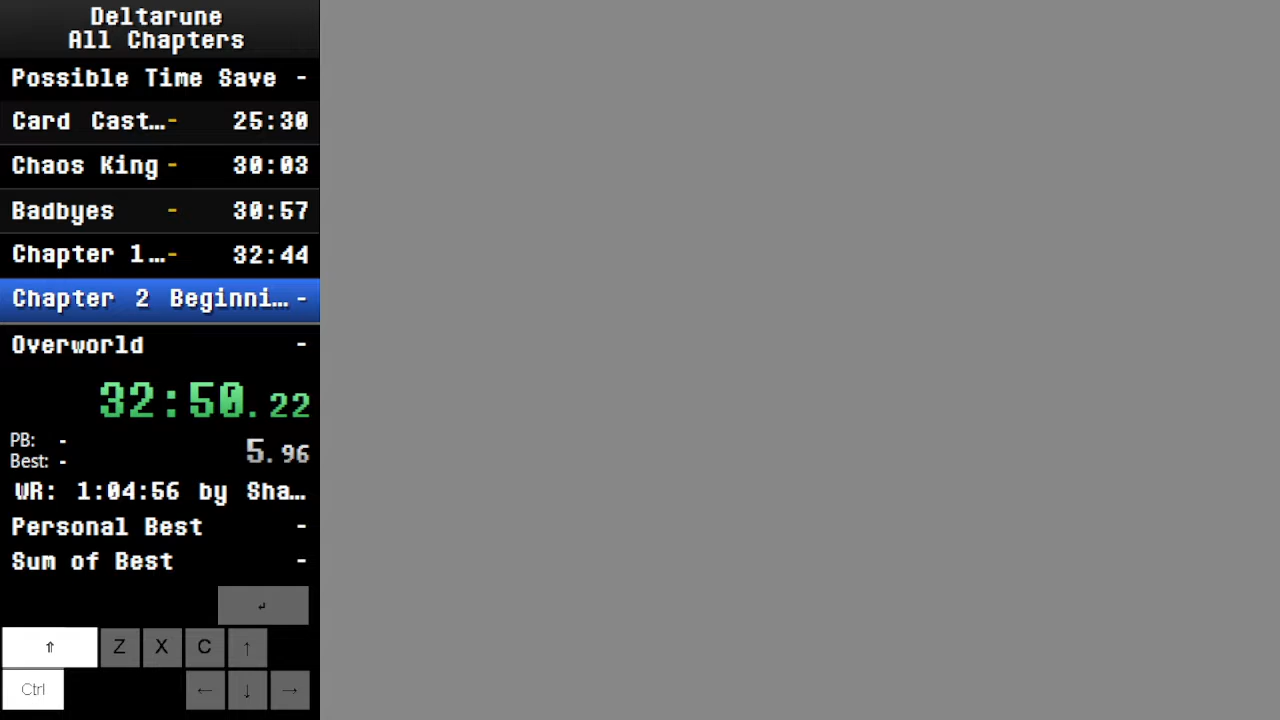 Deltarune
All Chapters
Possible Time Save -
Card Cast...- 25:30
Chaos King - 30:03
Badbyes - 30:57
Chapter 1...- 32:44
Chapter 2 Beginni... -
Overworld -
32:50.22
PB: -
Best: -
5.96
WR: 1:04:56 by Sha...
Personal Best -
Sum of Best -
↵
⇧ Z X C ↑
Ctrl ← ↓ →